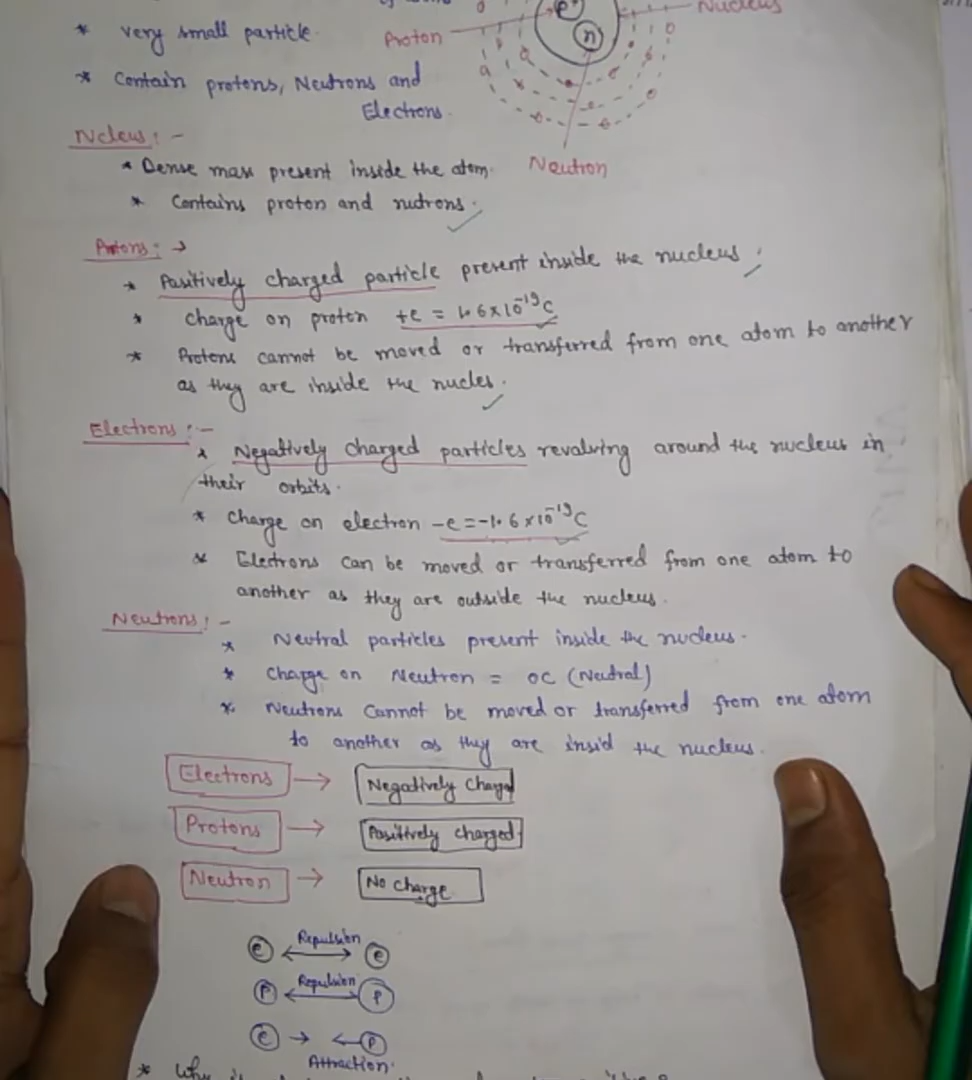 Nucleus
* Very small particle.
Proton
e+
n
* Contain protons, Neutrons and
Electrons.
Neutron
Ncleus: -
* Dense mass present inside the atom.
* Contains proton and nutrons.
Protons: →
* Positively charged particle present inside the nucleus.
* Charge on proton +e = 1.6x10⁻¹⁹C
* Protons cannot be moved or transferred from one atom to another
as they are inside the nucles.
Electrons: -
* Negatively charged particles revolving around the nucleus in
their orbits.
* Charge on electron -e = -1.6x10⁻¹⁹C
* Electrons can be moved or transferred from one atom to
another as they are outside the nucleus.
Neutrons: -
* Neutral particles present inside the nucleus.
* Charge on Neutron = 0C (Neutral)
* Neutrons Cannot be moved or transferred from one atom
to another as they are insid the nucleus.
Electrons → Negatively Charged
Protons → Positively charged
Neutron → No charge
e Repulsion e
P Repulsion P
e → ← P
Attraction.
* Why